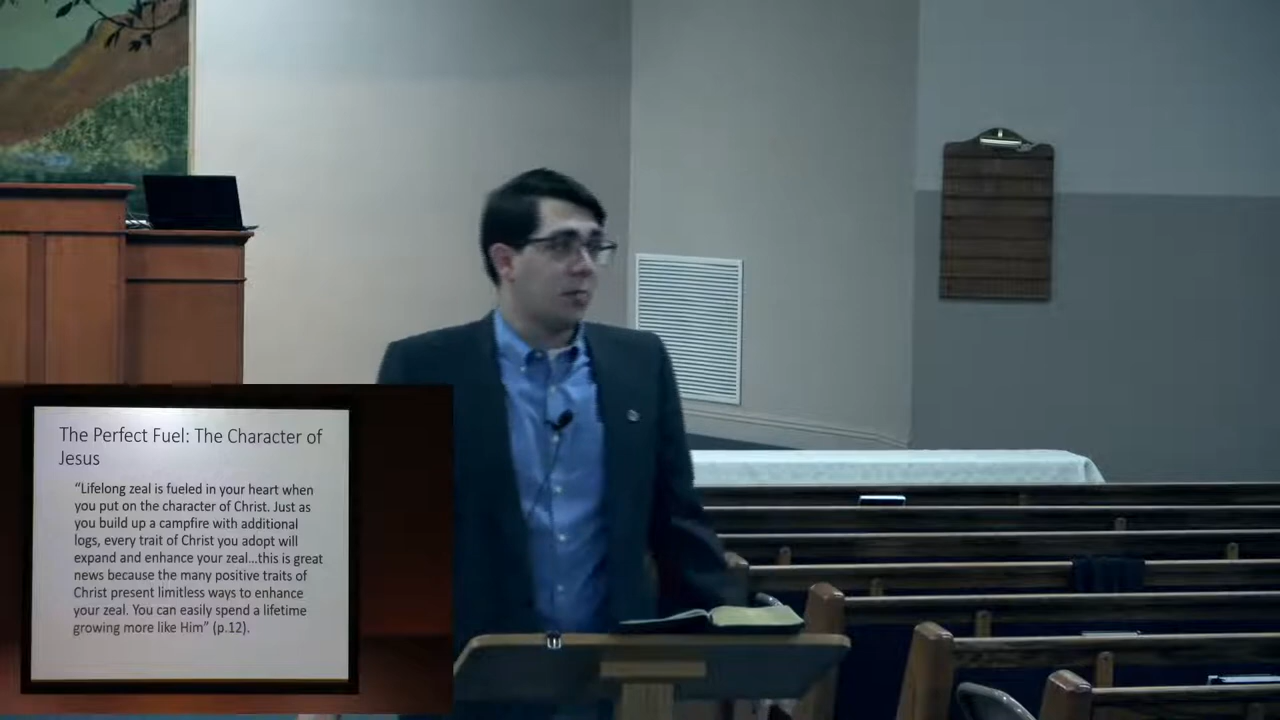 The Perfect Fuel: The Character of
Jesus
“Lifelong zeal is fueled in your heart when
you put on the character of Christ. Just as
you build up a campfire with additional
logs, every trait of Christ you adopt will
expand and enhance your zeal…this is great
news because the many positive traits of
Christ present limitless ways to enhance
your zeal. You can easily spend a lifetime
growing more like Him” (p.12).